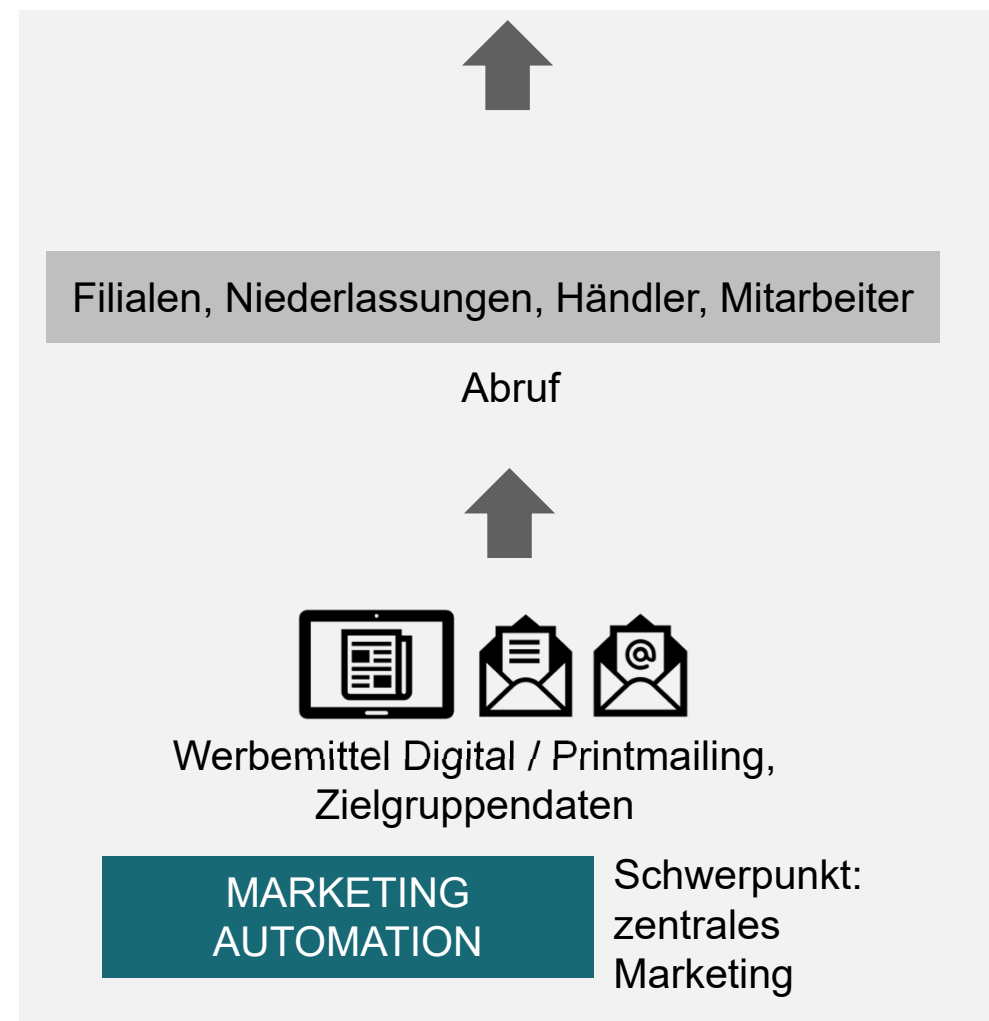 Filialen, Niederlassungen, Händler, Mitarbeiter
Abruf
@
Werbemittel Digital / Printmailing,
Zielgruppendaten
MARKETING
AUTOMATION
Schwerpunkt:
zentrales
Marketing